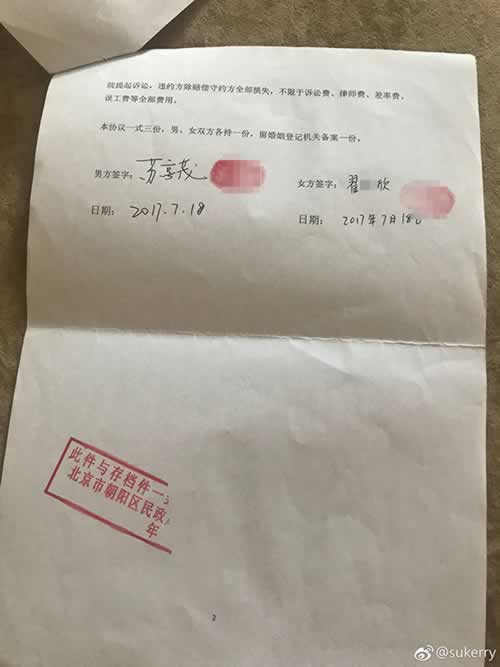 院提起诉讼，违约方除赔偿守约方全部损失，不限于诉讼费、律师费、差率费、
误工费等全部费用。
本协议一式三份，男、女双方各持一份，留婚姻登记机关备案一份。
男方签字：苏享茂
女方签字：翟 欣
日期： 2017.7.18
日期： 2017年7月18日
此件与存档件一
北京市朝阳区民政
年
2
@sukerry